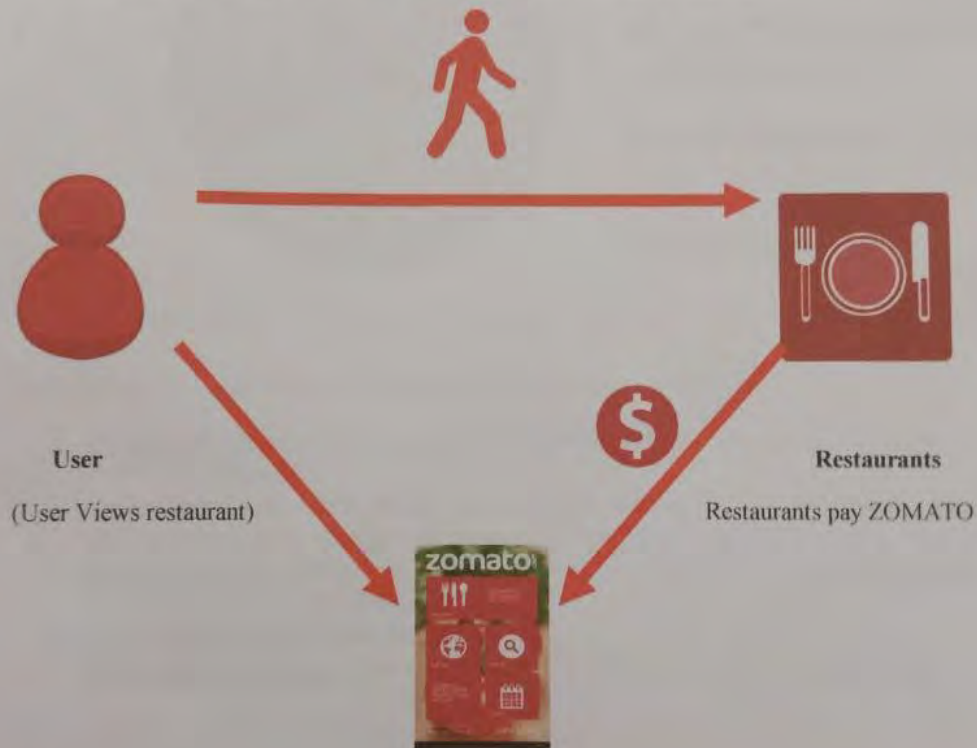 $
User
Restaurants
(User Views restaurant)
Restaurants pay ZOMATO
zomato